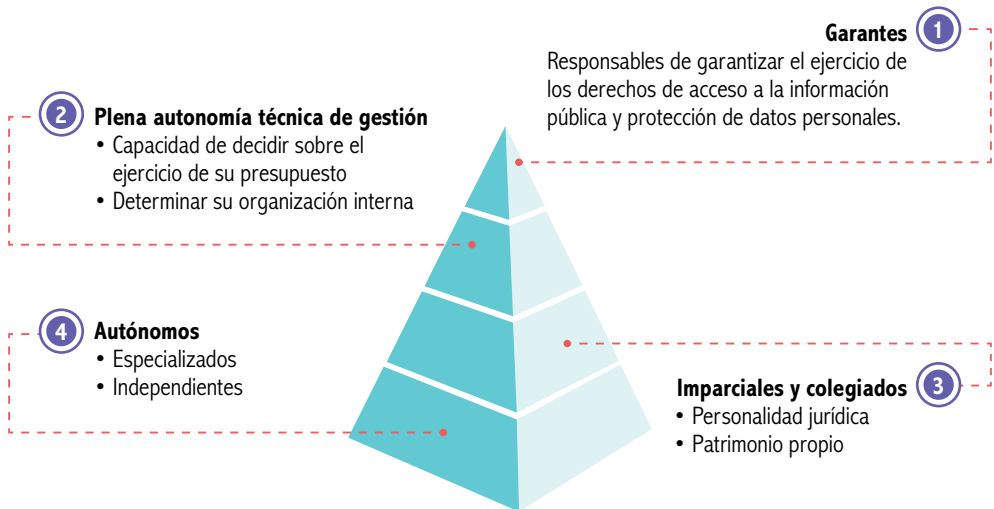 1
Garantes
Responsables de garantizar el ejercicio de
los derechos de acceso a la información
pública y protección de datos personales.
2
Plena autonomía técnica de gestión
• Capacidad de decidir sobre el
ejercicio de su presupuesto
• Determinar su organización interna
3
Imparciales y colegiados
• Personalidad jurídica
• Patrimonio propio
4
Autónomos
• Especializados
• Independientes